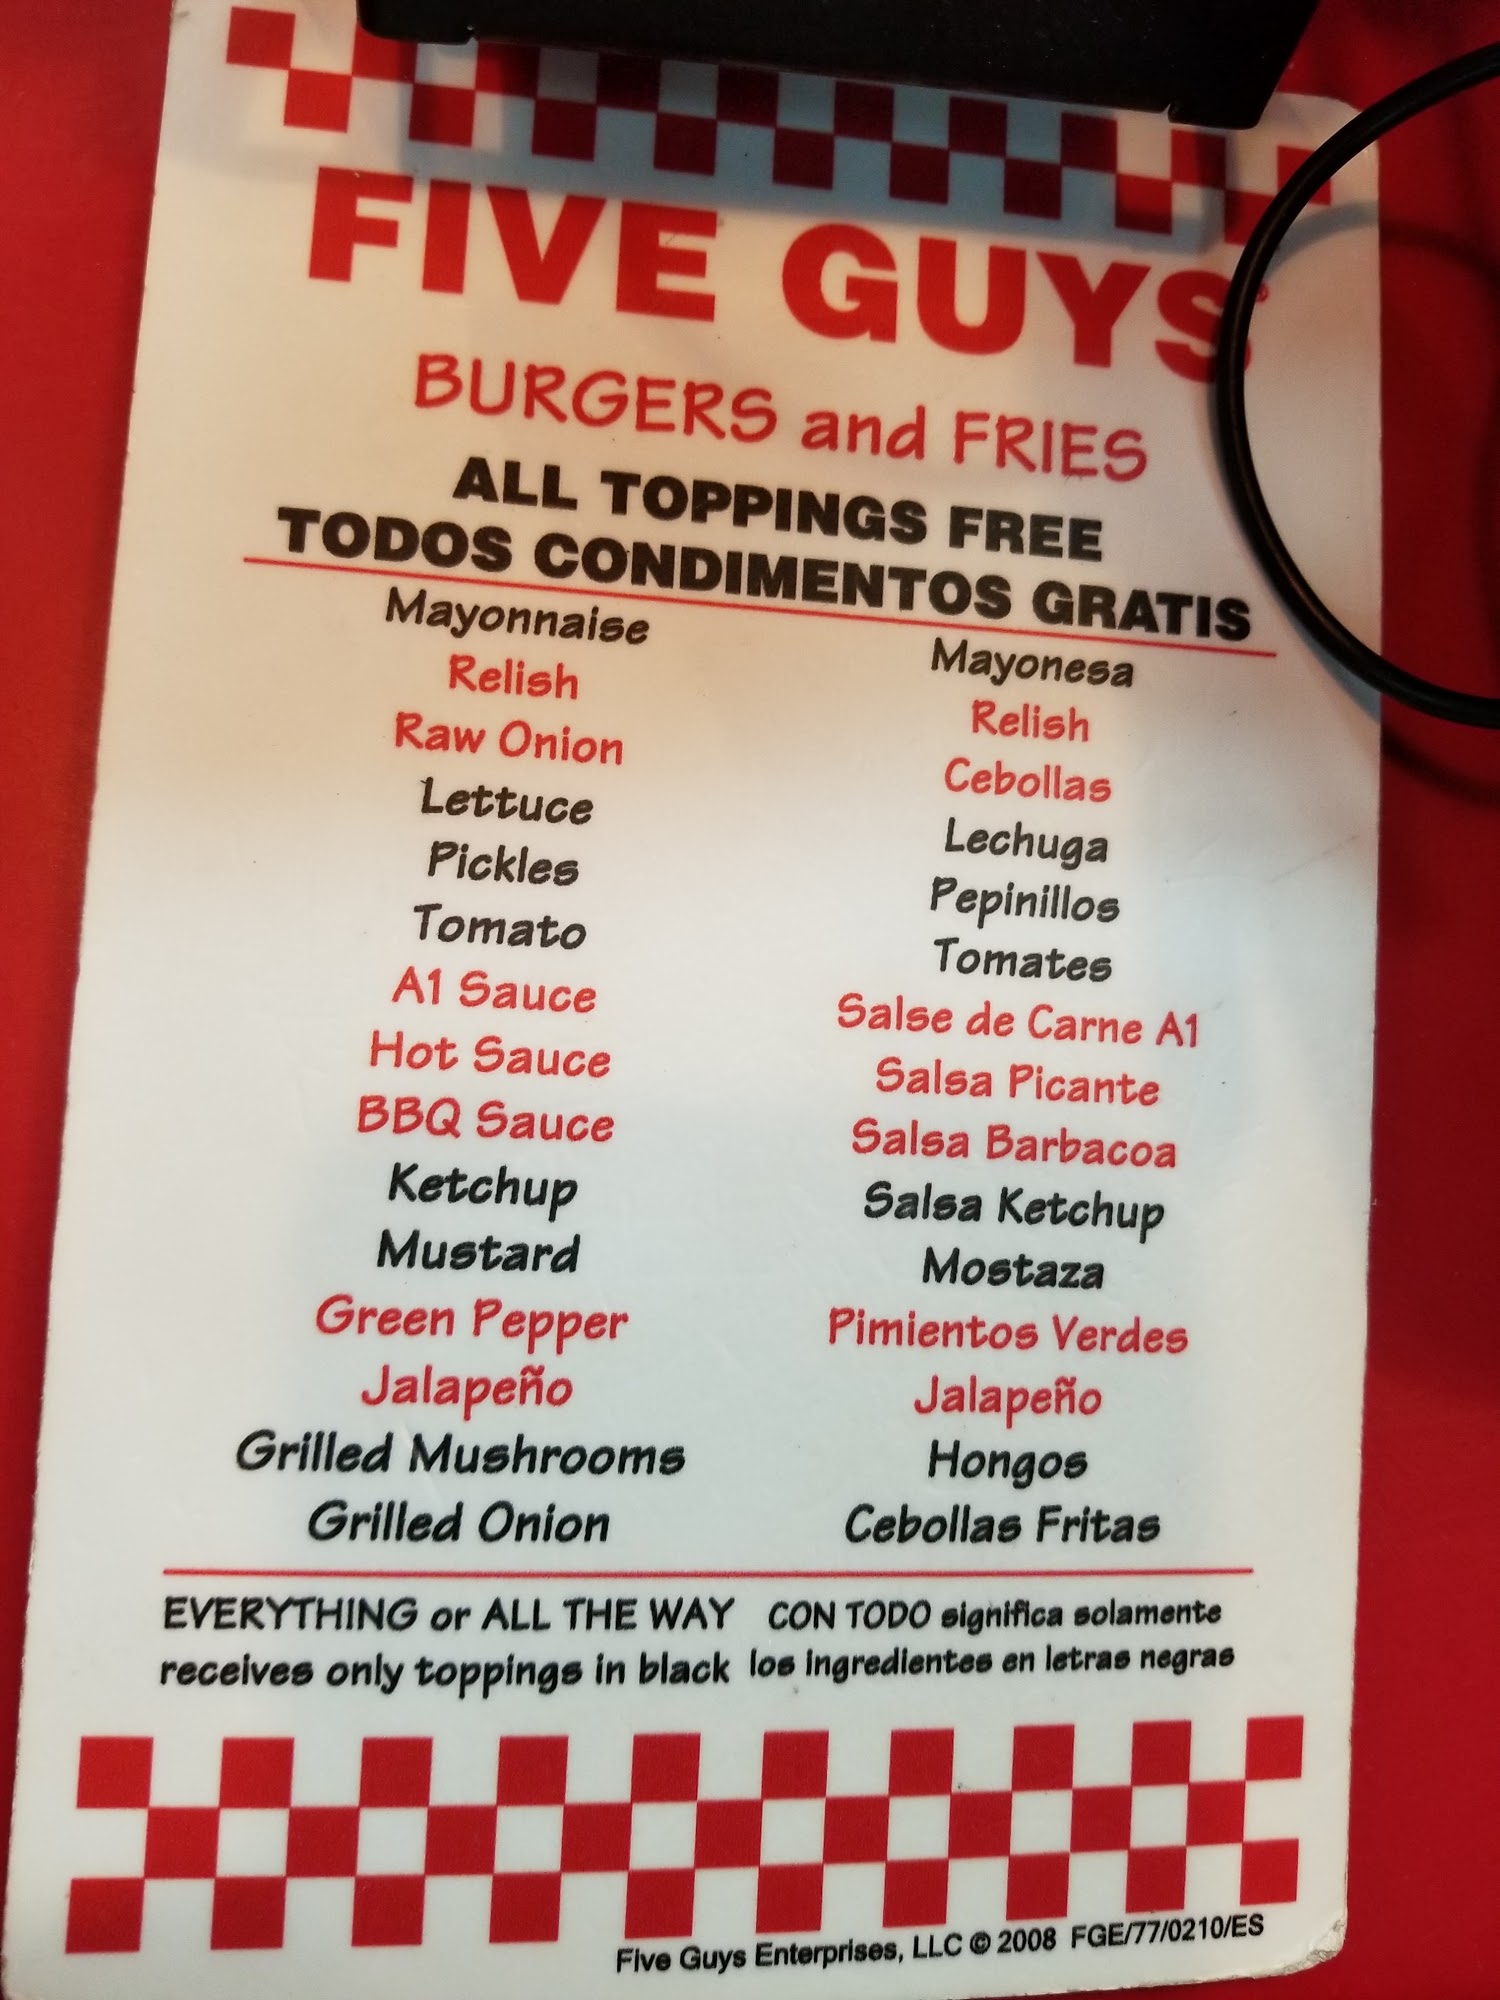 FIVE GUYS®
BURGERS and FRIES
ALL TOPPINGS FREE
TODOS CONDIMENTOS GRATIS
Mayonnaise
Relish
Raw Onion
Lettuce
Pickles
Tomato
A1 Sauce
Hot Sauce
BBQ Sauce
Ketchup
Mustard
Green Pepper
Jalapeño
Grilled Mushrooms
Grilled Onion
Mayonesa
Relish
Cebollas
Lechuga
Pepinillos
Tomates
Salse de Carne A1
Salsa Picante
Salsa Barbacoa
Salsa Ketchup
Mostaza
Pimientos Verdes
Jalapeño
Hongos
Cebollas Fritas
EVERYTHING or ALL THE WAY
receives only toppings in black
CON TODO significa solamente
los ingredientes en letras negras
Five Guys Enterprises, LLC © 2008 FGE/77/0210/ES